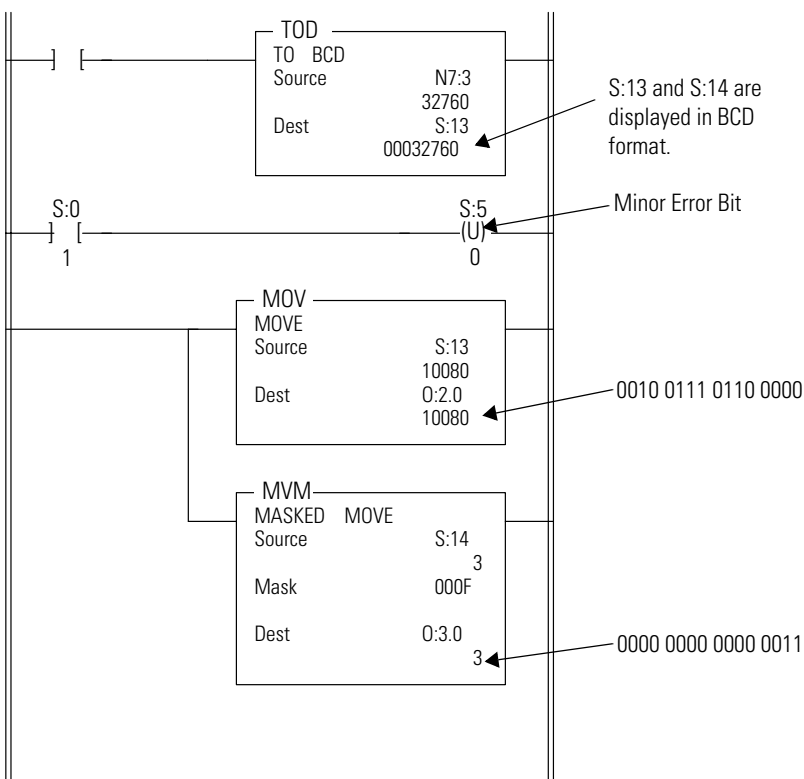 TOD
TO BCD
Source N7:3
32760
Dest S:13
00032760
S:13 and S:14 are
displayed in BCD
format.
S:0
] [
1
S:5
(U)
0
Minor Error Bit
MOV
MOVE
Source S:13
10080
Dest O:2.0
10080
0010 0111 0110 0000
MVM
MASKED MOVE
Source S:14
3
Mask 000F
Dest O:3.0
3
0000 0000 0000 0011